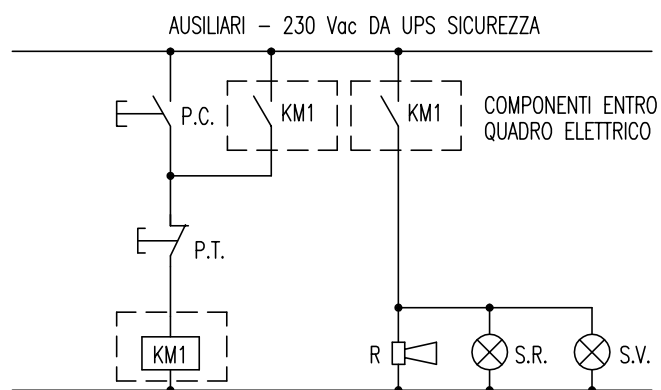 AUSILIARI - 230 Vac DA UPS SICUREZZA
P.C.
KM1
KM1
COMPONENTI ENTRO
QUADRO ELETTRICO
P.T.
KM1
R
S.R.
S.V.